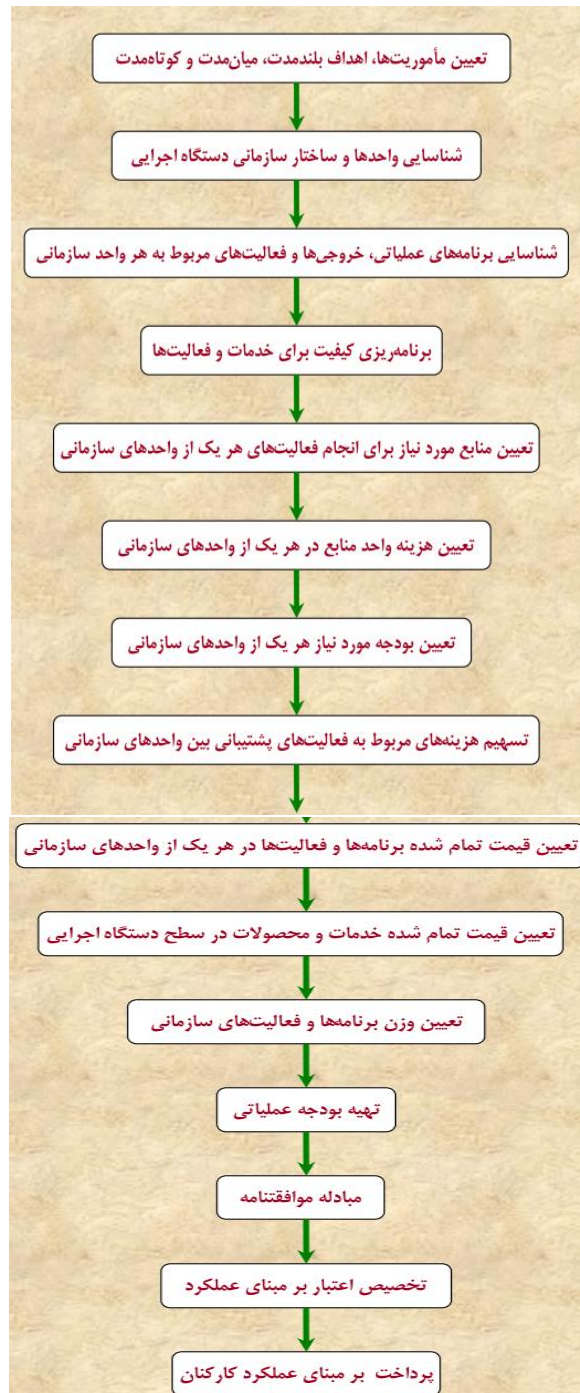 تعیین مأموریت‌ها، اهداف بلندمدت، میان‌مدت و کوتاه‌مدت
شناسایی واحدها و ساختار سازمانی دستگاه اجرایی
شناسایی برنامه‌های عملیاتی، خروجی‌ها و فعالیت‌های مربوط به هر واحد سازمانی
برنامه‌ریزی کیفیت برای خدمات و فعالیت‌ها
تعیین منابع مورد نیاز برای انجام فعالیت‌های هر یک از واحدهای سازمانی
تعیین هزینه واحد منابع در هر یک از واحدهای سازمانی
تعیین بودجه مورد نیاز هر یک از واحدهای سازمانی
تسهیم هزینه‌های مربوط به فعالیت‌های پشتیبانی بین واحدهای سازمانی
تعیین قیمت تمام شده برنامه‌ها و فعالیت‌ها در هر یک از واحدهای سازمانی
تعیین قیمت تمام شده خدمات و محصولات در سطح دستگاه اجرایی
تعیین وزن برنامه‌ها و فعالیت‌های سازمانی
تهیه بودجه عملیاتی
مبادله موافقتنامه
تخصیص اعتبار بر مبنای عملکرد
پرداخت بر مبنای عملکرد کارکنان